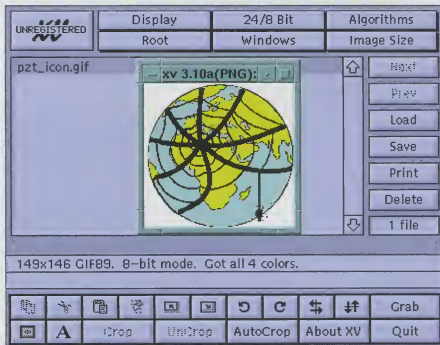 UNREGISTERED
XV
Display
24/8 Bit
Algorithms
Root
Windows
Image Size
pzt_icon.gif
xv 3.10a(PNG):
Next
Prev
Load
Save
Print
Delete
1 file
149x146 GIF89. 8-bit mode. Got all 4 colors.
Grab
A
Crop
UnCrop
AutoCrop
About XV
Quit